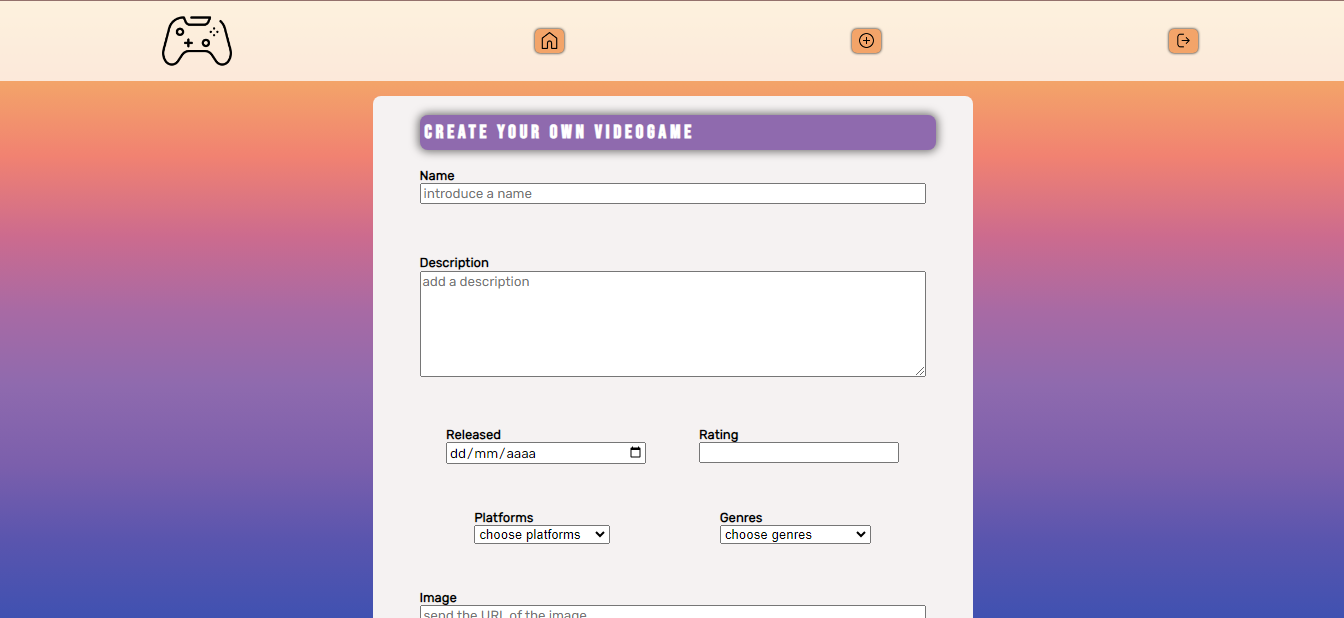 CREATE YOUR OWN VIDEOGAME
Name
introduce a name
Description
add a description
Released Rating
dd/mm/aaaa
Platforms Genres
choose platforms choose genres
Image
send the URL of the image